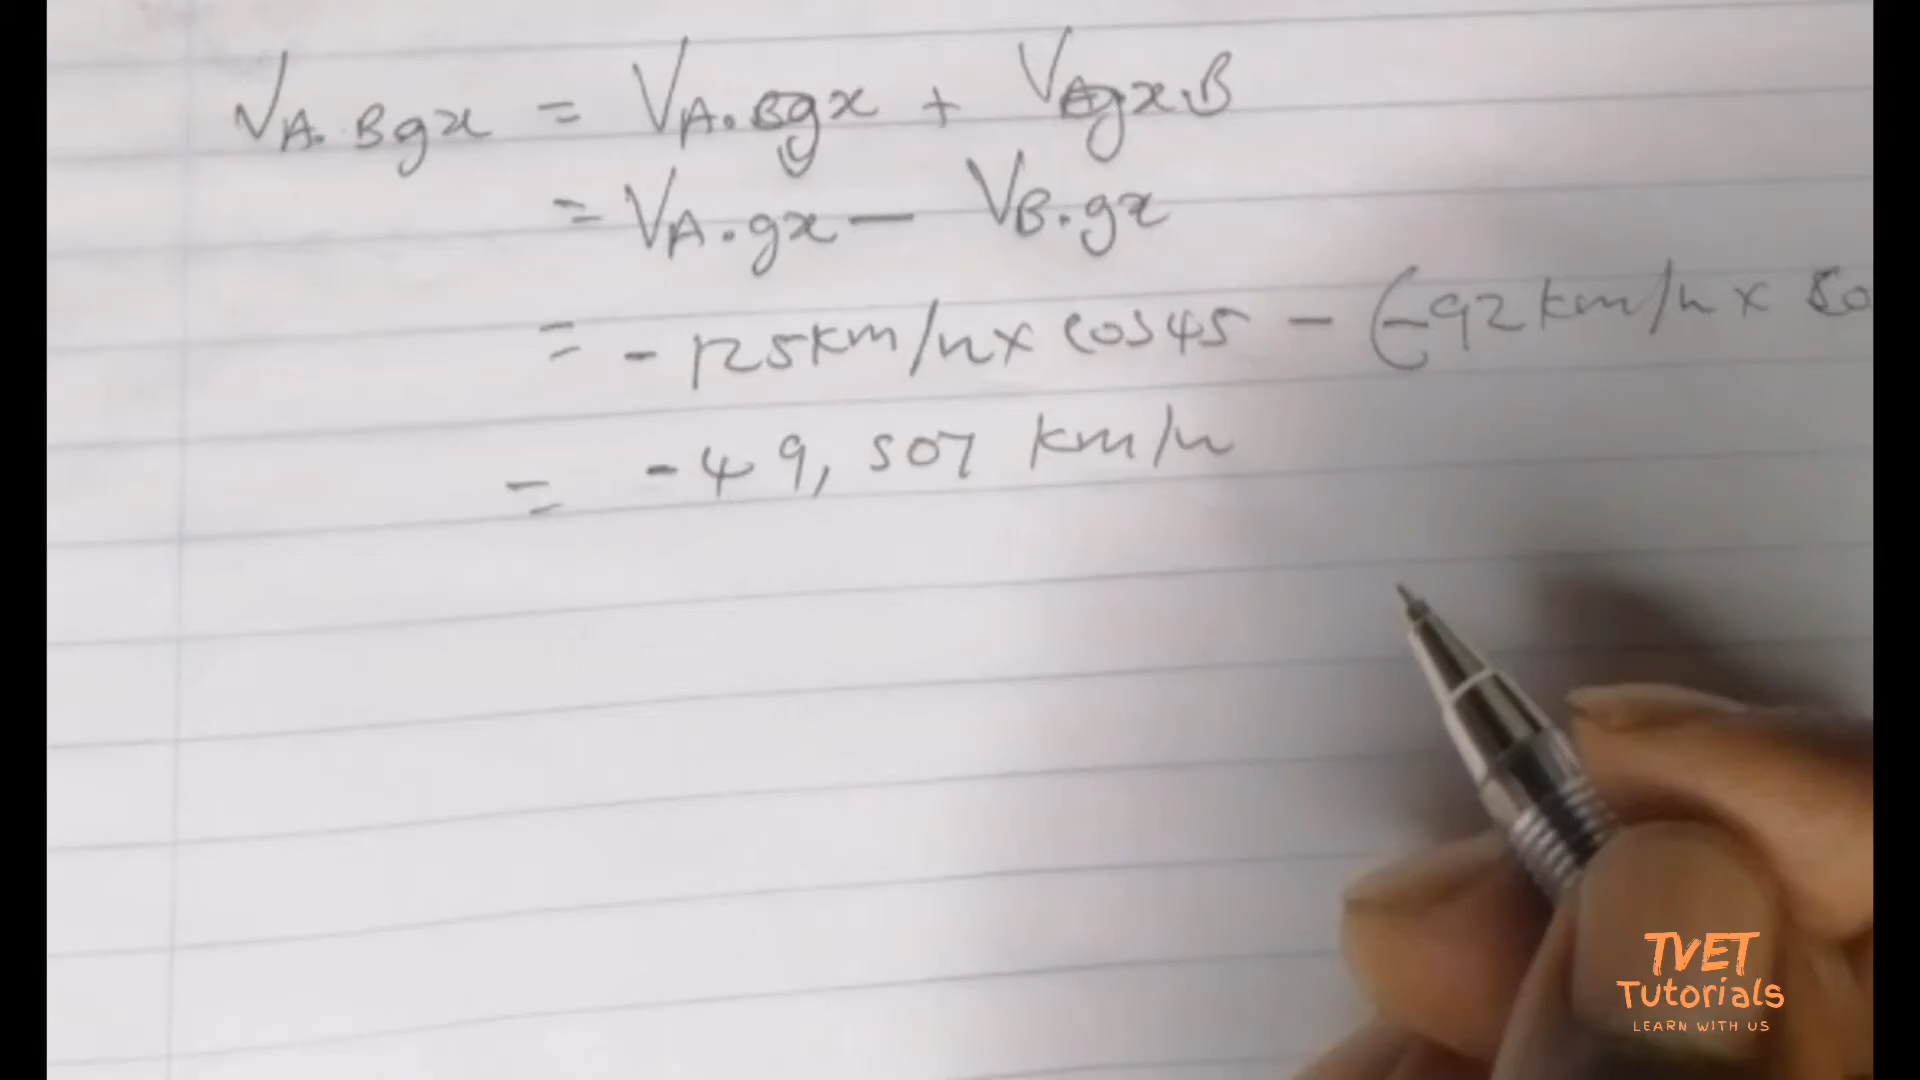 VA.Bgx = VA.Bgx + VAgx.B
= VA.gx - VB.gx
= -125km/h x cos45 - (-92km/h x
= -49,507 km/h
TVET
Tutorials
LEARN WITH US